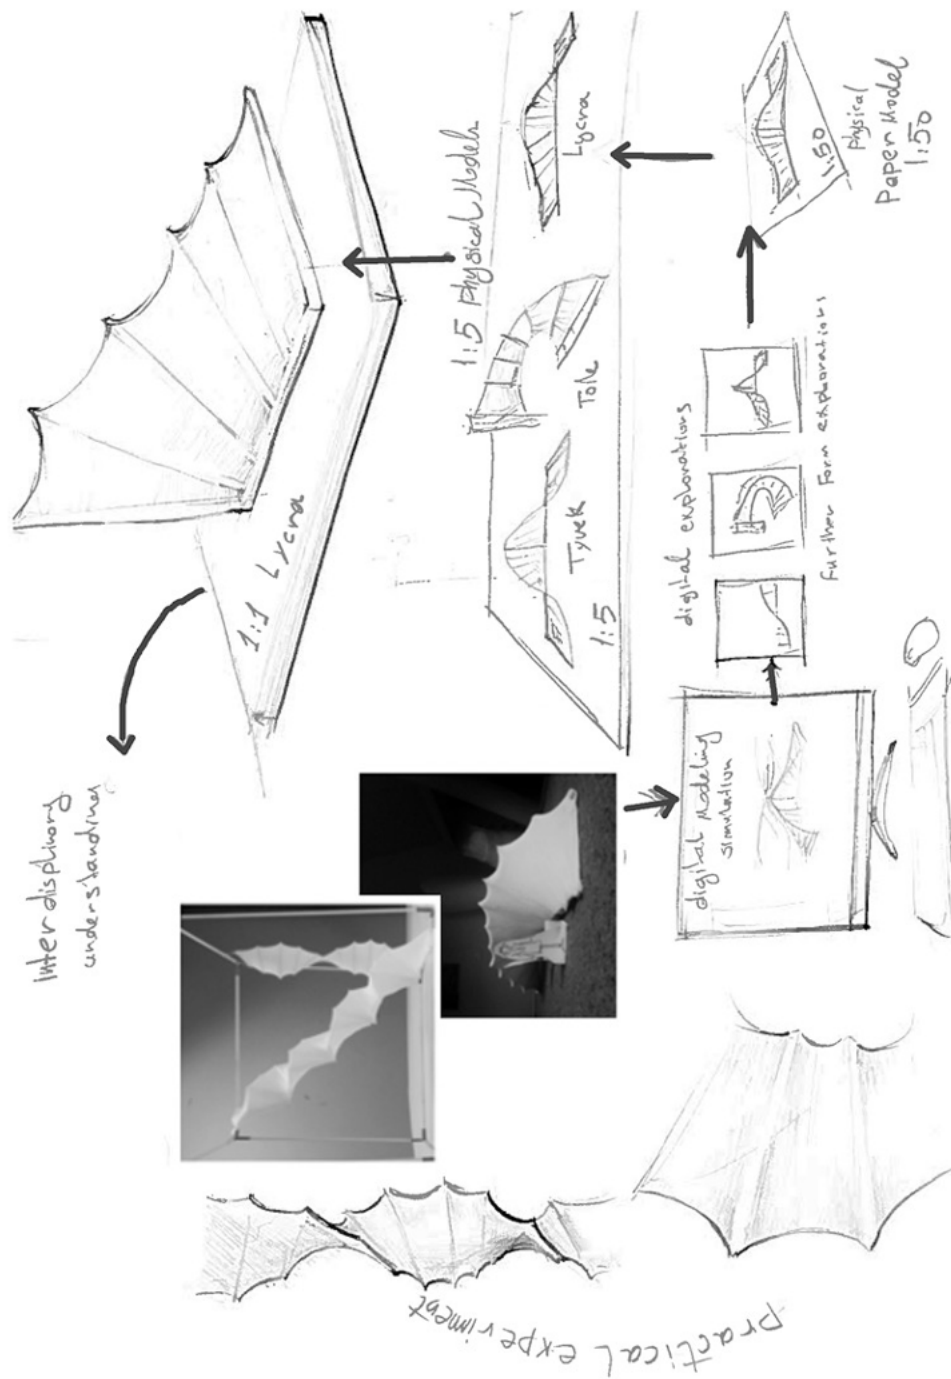 practical experiment
digital Modeling
simulation
digital explorations
further Form explorations
1:50
Physical
Paper Model
1:50
1:5 Physical Models
Tyvek
Tole
Lycra
1:5
1:1 Lycra
Inter displinary
understanding